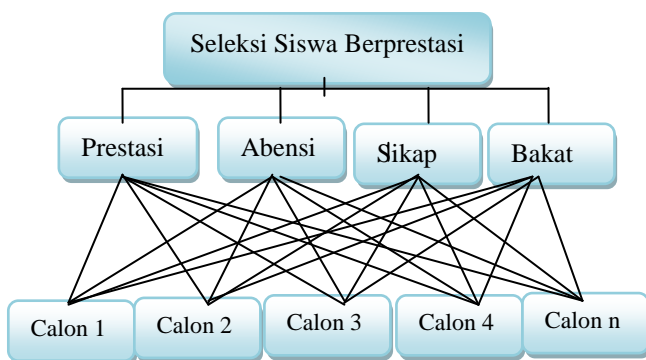 Seleksi Siswa Berprestasi
Prestasi
Abensi
Sikap
Bakat
Calon 1
Calon 2
Calon 3
Calon 4
Calon n